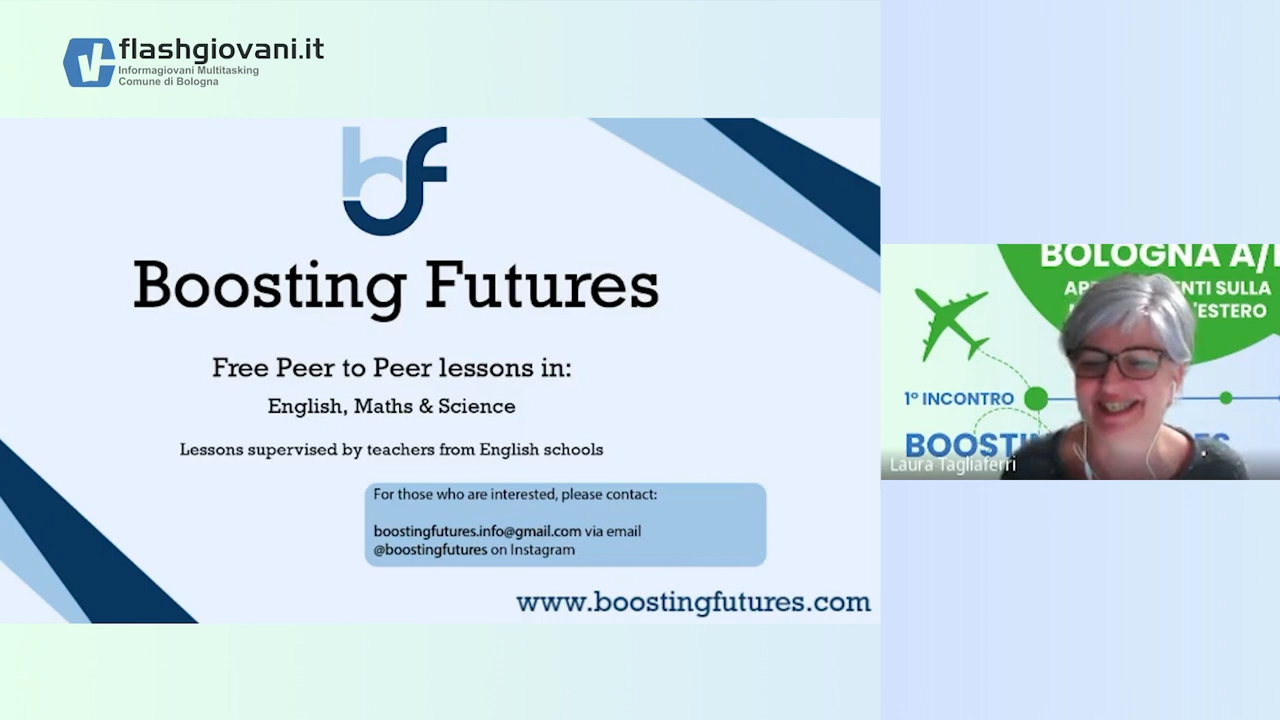 flashgiovani.it
Informagiovani Multitasking
Comune di Bologna
bf
Boosting Futures
Free Peer to Peer lessons in:
English, Maths & Science
Lessons supervised by teachers from English schools
For those who are interested, please contact:
boostingfutures.info@gmail.com via email
@boostingfutures on Instagram
www.boostingfutures.com
BOLOGNA A/
SULLA
'ESTERO
1° INCONTRO
Laura Tagliaferri